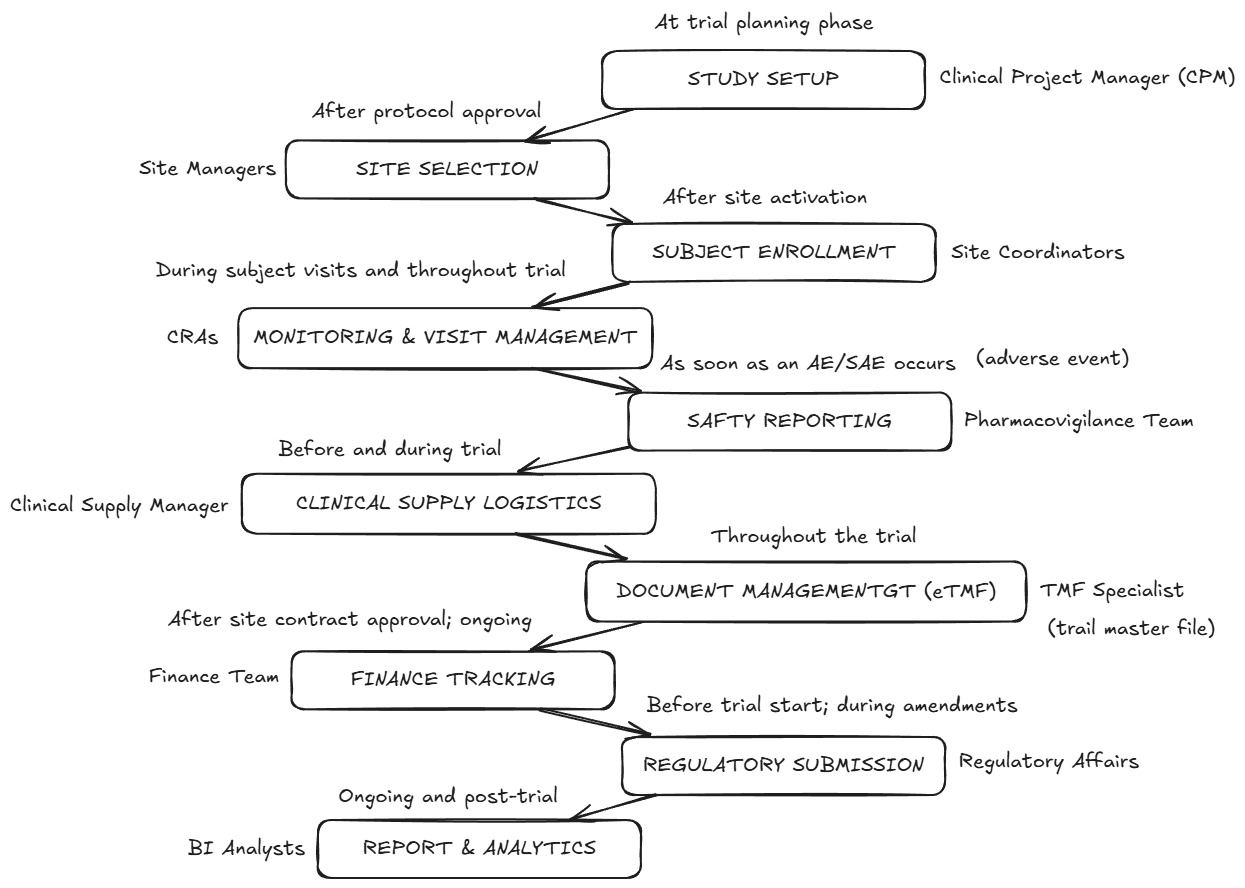 At trial planning phase
STUDY SETUP
Clinical Project Manager (CPM)
After protocol approval
Site Managers
SITE SELECTION
After site activation
SUBJECT ENROLLMENT
Site Coordinators
During subject visits and throughout trial
CRAs
MONITORING & VISIT MANAGEMENT
As soon as an AE/SAE occurs
(adverse event)
SAFTY REPORTING
Pharmacovigilance Team
Before and during trial
Clinical Supply Manager
CLINICAL SUPPLY LOGISTICS
Throughout the trial
DOCUMENT MANAGEMENTGT (eTMF)
TMF Specialist
(trail master file)
After site contract approval; ongoing
Finance Team
FINANCE TRACKING
Before trial start; during amendments
REGULATORY SUBMISSION
Regulatory Affairs
Ongoing and post-trial
BI Analysts
REPORT & ANALYTICS